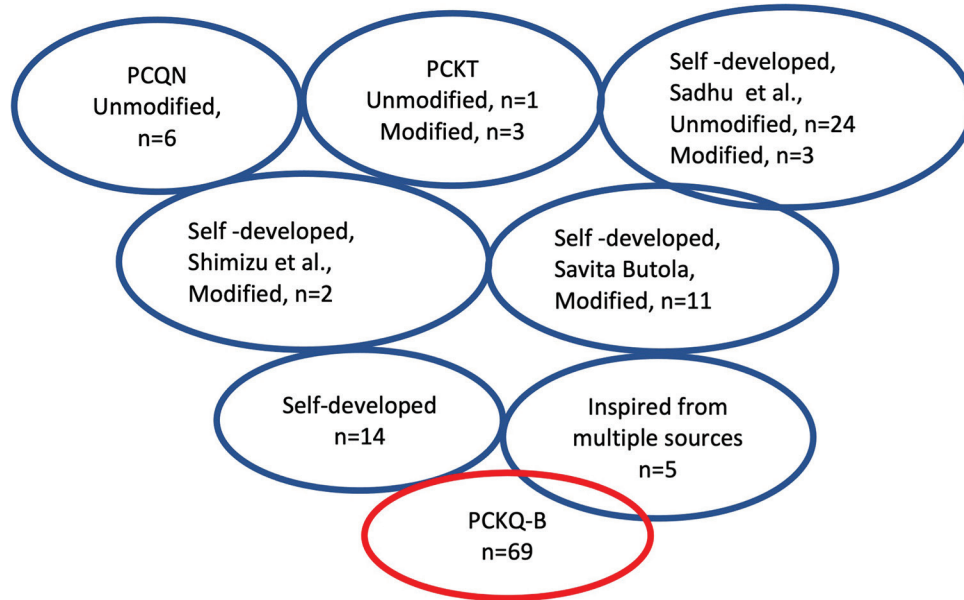 PCQN
Unmodified,
n=6
PCKT
Unmodified, n=1
Modified, n=3
Self -developed,
Sadhu et al.,
Unmodified, n=24
Modified, n=3
Self -developed,
Shimizu et al.,
Modified, n=2
Self -developed,
Savita Butola,
Modified, n=11
Self-developed
n=14
Inspired from
multiple sources
n=5
PCKQ-B
n=69